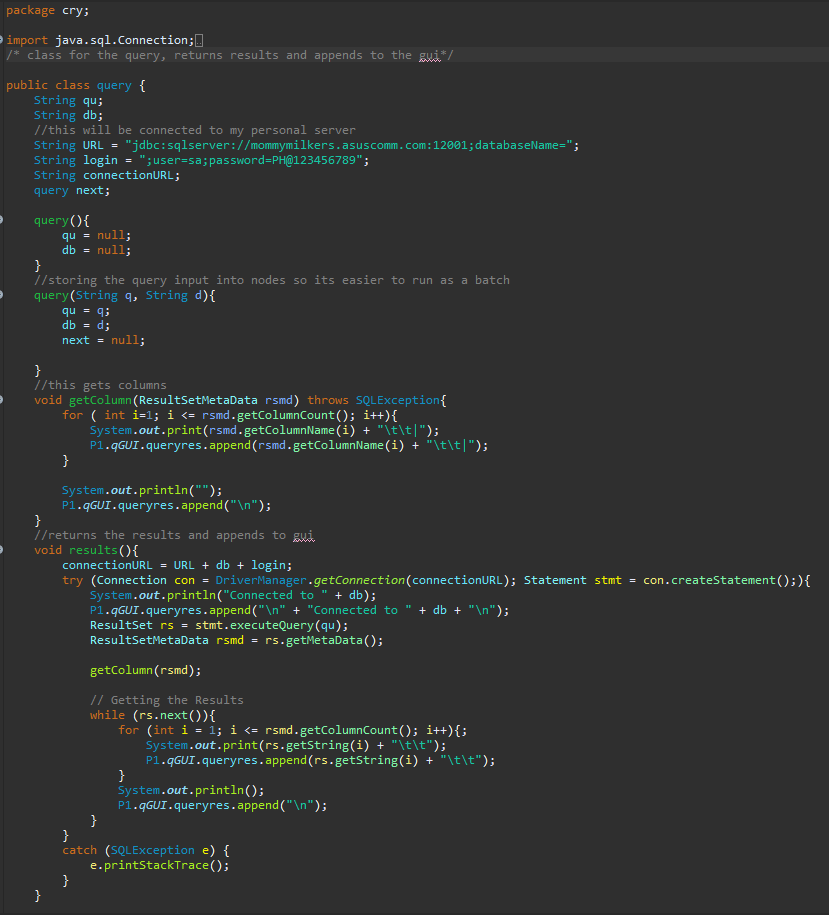 package cry;
import java.sql.Connection;
/* class for the query, returns results and appends to the gui*/
public class query {
String qu;
String db;
//this will be connected to my personal server
String URL = "jdbc:sqlserver://mommymilkers.asuscomm.com:12001;databaseName=";
String login = ";user=sa;password=PH@123456789";
String connectionURL;
query next;
query(){
qu = null;
db = null;
}
//storing the query input into nodes so its easier to run as a batch
query(String q, String d){
qu = q;
db = d;
next = null;
}
//this gets columns
void getColumn(ResultSetMetaData rsmd) throws SQLException{
for ( int i=1; i <= rsmd.getColumnCount(); i++){
System.out.print(rsmd.getColumnName(i) + "\t\t|");
P1.qGUI.queryres.append(rsmd.getColumnName(i) + "\t\t|");
}
System.out.println("");
P1.qGUI.queryres.append("\n");
}
//returns the results and appends to gui
void results(){
connectionURL = URL + db + login;
try (Connection con = DriverManager.getConnection(connectionURL); Statement stmt = con.createStatement();){
System.out.println("Connected to " + db);
P1.qGUI.queryres.append("\n" + "Connected to " + db + "\n");
ResultSet rs = stmt.executeQuery(qu);
ResultSetMetaData rsmd = rs.getMetaData();
getColumn(rsmd);
// Getting the Results
while (rs.next()){
for (int i = 1; i <= rsmd.getColumnCount(); i++){;
System.out.print(rs.getString(i) + "\t\t");
P1.qGUI.queryres.append(rs.getString(i) + "\t\t");
}
System.out.println();
P1.qGUI.queryres.append("\n");
}
}
catch (SQLException e) {
e.printStackTrace();
}
}